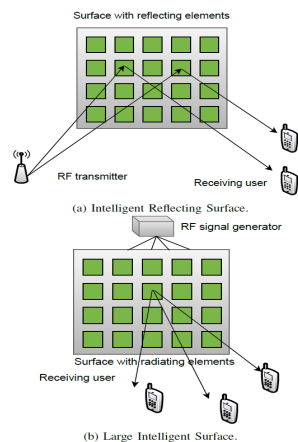 Surface with reflecting elements
RF transmitter
Receiving user
(a) Intelligent Reflecting Surface.
RF signal generator
Surface with radiating elements
Receiving user
(b) Large Intelligent Surface.